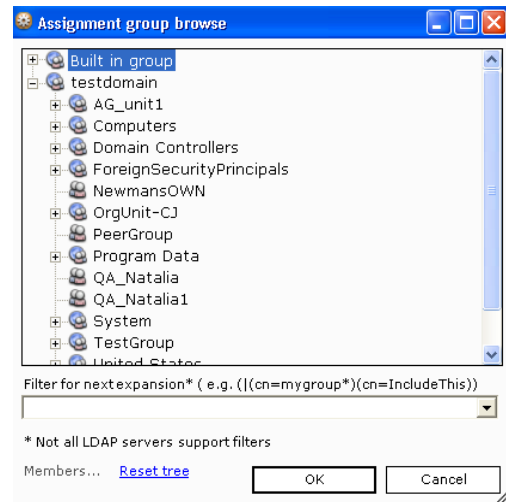 Assignment group browse
Built in group
testdomain
AG_unit1
Computers
Domain Controllers
ForeignSecurityPrincipals
NewmansOWN
OrgUnit-CJ
PeerGroup
Program Data
QA_Natalia
QA_Natalia1
System
TestGroup
United States
Filter for next expansion* ( e.g. (|(cn=mygroup*)(cn=IncludeThis))
* Not all LDAP servers support filters
Members... Reset tree OK Cancel